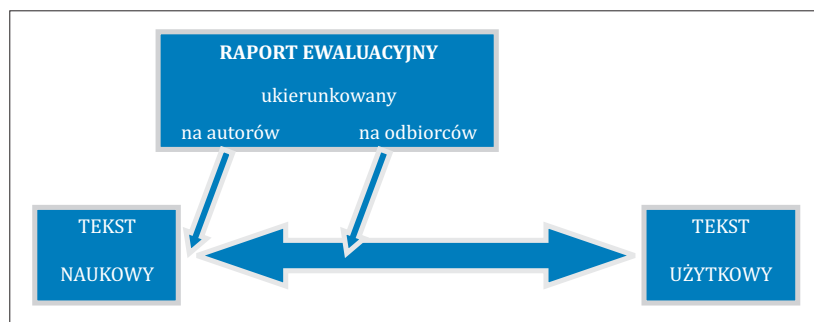 RAPORT EWALUACYJNY
ukierunkowany
na autorów na odbiorców
TEKST
NAUKOWY
TEKST
UŻYTKOWY